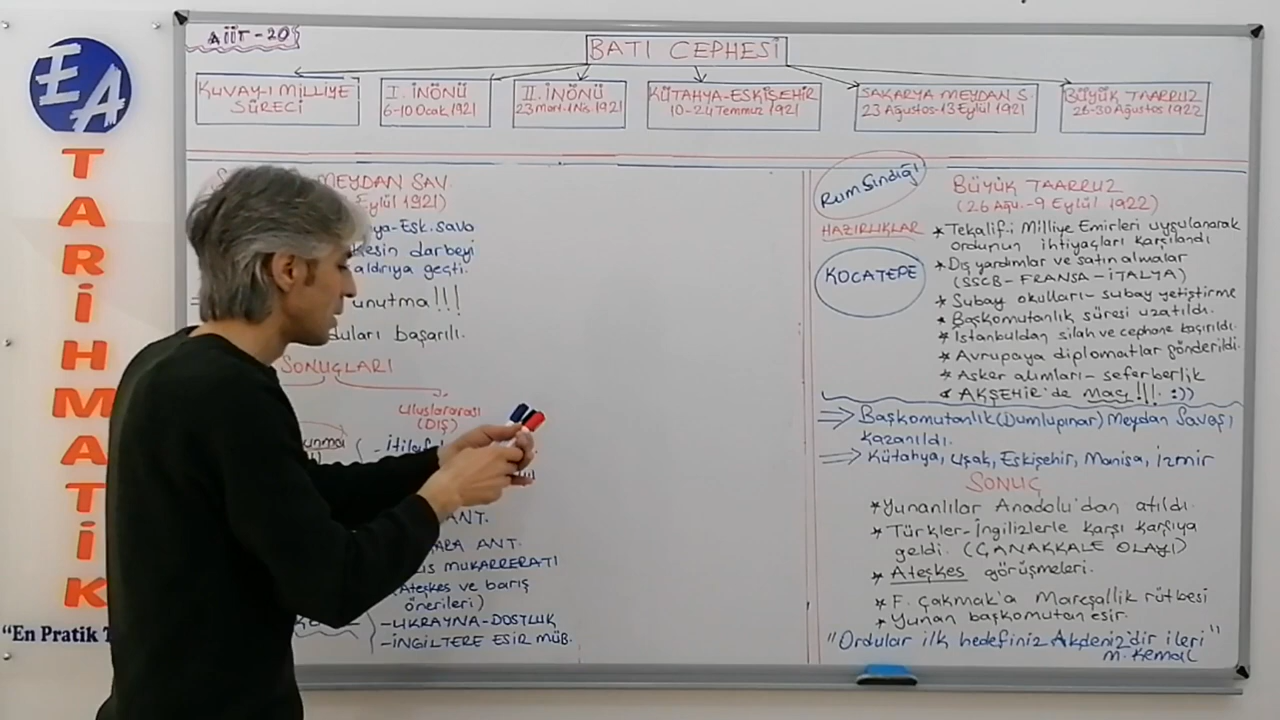 EA
TARİHMATİK
"En Pratik
AİİT-20
BATI CEPHESİ
KUVAY-I MİLLİYE
SÜRECİ
I. İNÖNÜ
6-10 Ocak 1921
II. İNÖNÜ
23 Mart-1 Nis. 1921
KÜTAHYA-ESKİŞEHİR
10-24 Temmuz 1921
SAKARYA MEYDAN S.
23 Ağustos-13 Eylül 1921
BÜYÜK TAARRUZ
26-30 Ağustos 1922
MEYDAN SAV.
Eylül 1921)
ya-Esk. sava
kesin darbeyi
aldırıya geçti.
unutma!!!
duları başarılı.
SONUÇLARI
Uluslararası
(DIŞ)
unmai
-İtilaf
ANT.
ARA ANT.
MUKARRERATI
(Ateşkes ve barış
önerileri)
-UKRAYNA-DOSTLUK
-İNGİLTERE ESİR MÜB.
Rum Sındığı
BÜYÜK TAARRUZ
(26 Ağu.-9 Eylül 1922)
HAZIRLIKLAR
KOCATEPE
* Tekalif-i Milliye Emirleri uygulanarak
ordunun ihtiyaçları karşılandı
* Dış yardımlar ve satın almalar
(SSCB-FRANSA-İTALYA)
* Subay okulları-subay yetiştirme
* Başkomutanlık süresi uzatıldı.
* İstanbuldan silah ve cephane kaçırıldı.
* Avrupaya diplomatlar gönderildi.
* Asker alımları-seferberlik
* AKŞEHİR'de maç!!! :))
⇒ Başkomutanlık (Dumlupınar) Meydan Savaşı
kazanıldı.
⇒ Kütahya, Uşak, Eskişehir, Manisa, İzmir
SONUÇ
* Yunanlılar Anadolu'dan atıldı.
* Türkler-İngilizlerle karşı karşıya
geldi. (ÇANAKKALE OLAYI)
* Ateşkes görüşmeleri.
* F. Çakmak'a Mareşallik rütbesi
* Yunan başkomutan esir.
"Ordular ilk hedefiniz Akdeniz'dir ileri"
M. Kemal